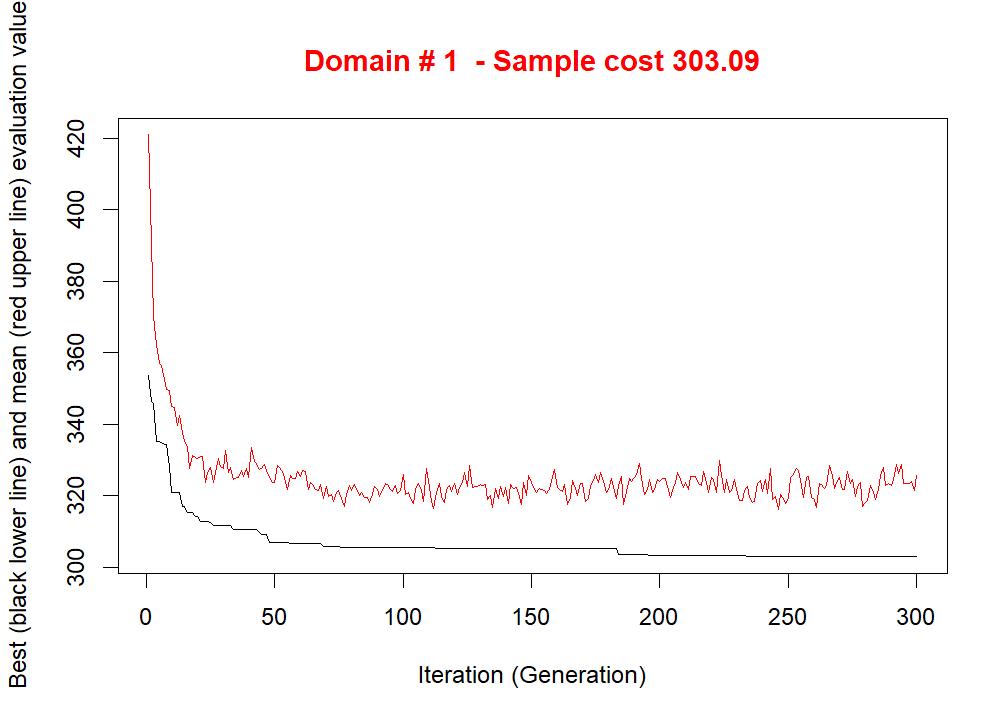 Domain # 1  - Sample cost 303.09
Best (black lower line) and mean (red upper line) evaluation value
420
400
380
360
340
320
300
0 50 100 150 200 250 300
Iteration (Generation)